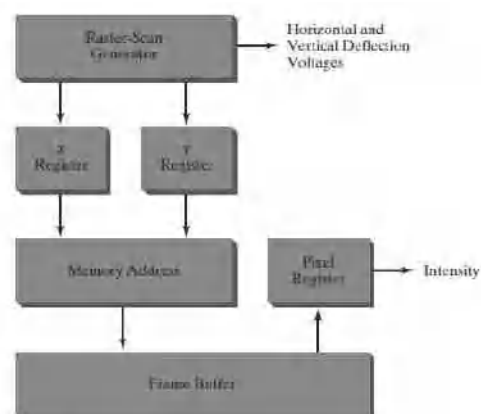 Raster-Scan
Generator
Horizontal and
Vertical Deflection
Voltages
x
Register
y
Register
Memory Address
Pixel
Register
Intensity
Frame Buffer